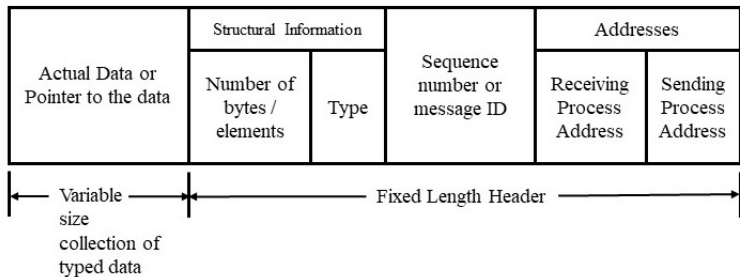 Actual Data or
Pointer to the data
Structural Information
Number of
bytes /
elements
Type
Sequence
number or
message ID
Addresses
Receiving
Process
Address
Sending
Process
Address
Variable
size
collection of
typed data
Fixed Length Header